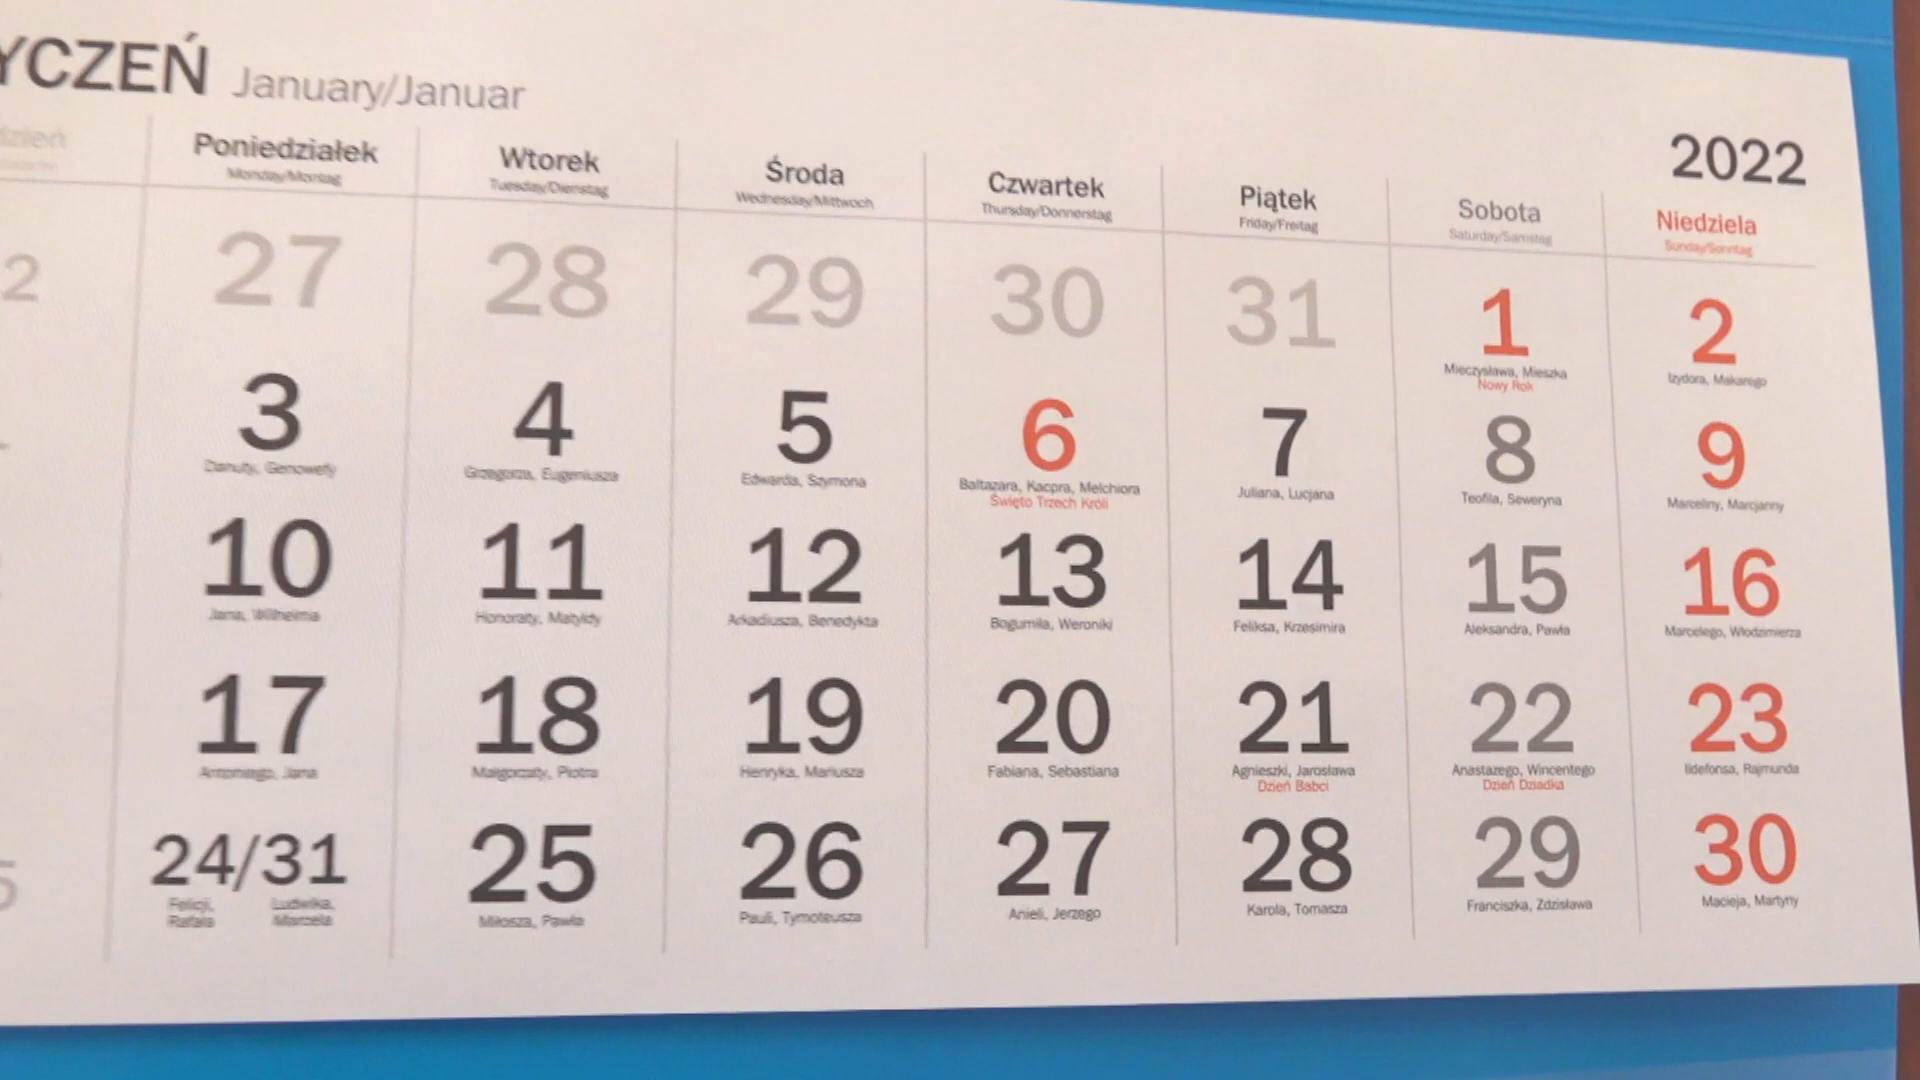 YCZEŃ January/Januar
2022
dzień Poniedziałek Wtorek Środa Czwartek Piątek Sobota Niedziela
Monday/Montag Tuesday/Dienstag Wednesday/Mittwoch Thursday/Donnerstag Friday/Freitag Saturday/Samstag Sunday/Sonntag
2 27 28 29 30 31 1 2
Mieczysława, Mieszka Izydora, Makarego
Nowy Rok
3 4 5 6 7 8 9
Danuty, Genowefy Grzegorza, Eugeniusza Edwarda, Szymona Baltazara, Kacpra, Melchiora Juliana, Lucjana Teofila, Seweryna Marceliny, Marcjanny
Święto Trzech Króli
10 11 12 13 14 15 16
Jana, Wilhelma Honoraty, Matyldy Arkadiusza, Benedykta Bogumiła, Weroniki Feliksa, Krzesimira Aleksandra, Pawła Marcelego, Włodzimierza
17 18 19 20 21 22 23
Antoniego, Jana Małgorzaty, Piotra Henryka, Mariusza Fabiana, Sebastiana Agnieszki, Jarosława Anastazego, Wincentego Ildefonsa, Rajmunda
Dzień Babci Dzień Dziadka
5 24/31 25 26 27 28 29 30
Felicji, Ludwika, Miłosza, Pawła Pauli, Tymoteusza Anieli, Jerzego Karola, Tomasza Franciszka, Zdzisława Macieja, Martyny
Rafała Marcela